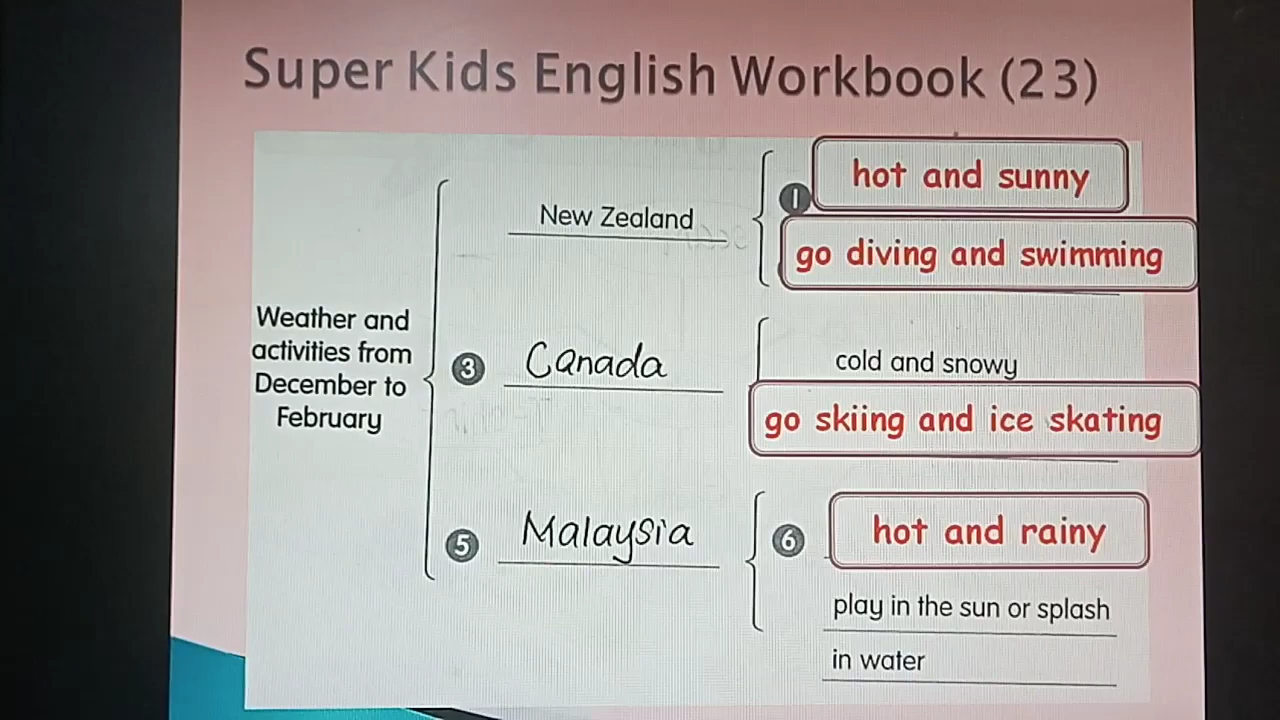 Super Kids English Workbook (23)
Weather and
activities from
December to
February
New Zealand
1
hot and sunny
go diving and swimming
3
Canada
cold and snowy
go skiing and ice skating
5
Malaysia
6
hot and rainy
play in the sun or splash
in water